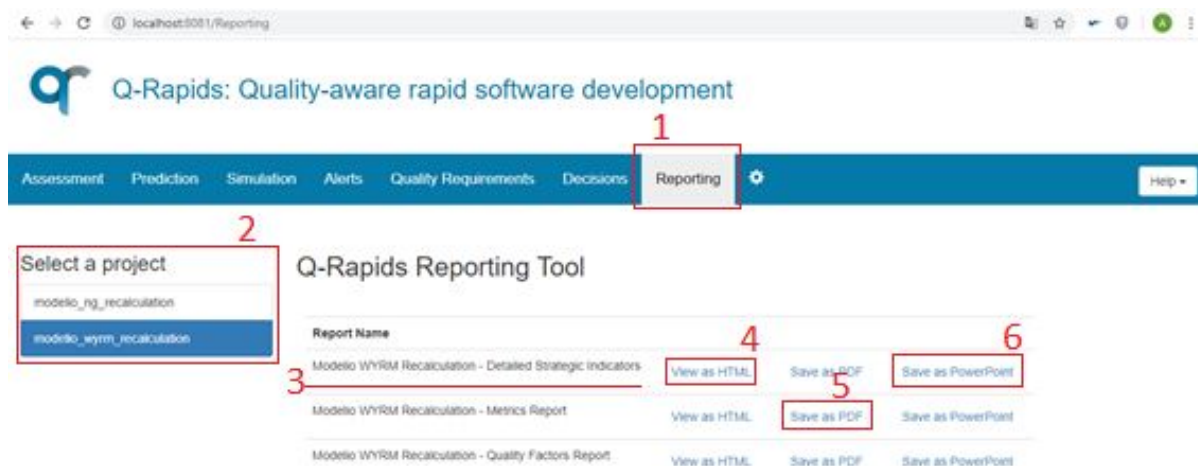 localhost:8081/Reporting
qr Q-Rapids: Quality-aware rapid software development
1
Assessment Prediction Simulation Alerts Quality Requirements Decisions Reporting Help
2
Select a project
modelio_ng_recalculation
modelio_wyrm_recalculation
Q-Rapids Reporting Tool
Report Name
4 6
Modelio WYRM Recalculation - Detailed Strategic Indicators View as HTML Save as PDF Save as PowerPoint
3 5
Modelio WYRM Recalculation - Metrics Report View as HTML Save as PDF Save as PowerPoint
Modelio WYRM Recalculation - Quality Factors Report View as HTML Save as PDF Save as PowerPoint